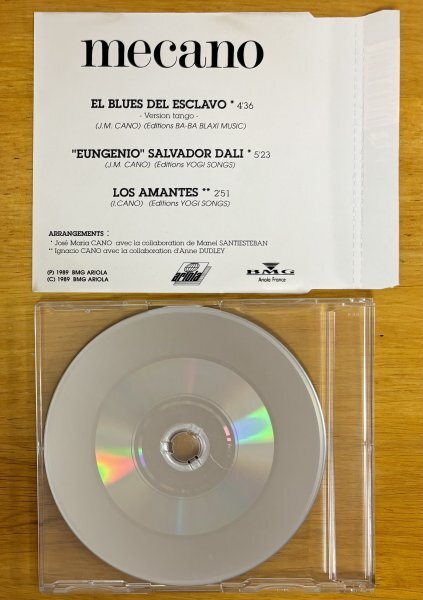 mecano
EL BLUES DEL ESCLAVO * 4'36
- Version tango -
(J.M. CANO) (Editions BA-BA BLAXI MUSIC)
"EUNGENIO" SALVADOR DALI * 5'23
(J.M. CANO) (Editions YOGI SONGS)
LOS AMANTES ** 2'51
(I.CANO) (Editions YOGI SONGS)
ARRANGEMENTS :
* José Maria CANO avec la collaboration de Manel SANTIESTEBAN
** Ignacio CANO avec la collaboration d'Anne DUDLEY
(P) 1989 BMG ARIOLA
(C) 1989 BMG ARIOLA
ariola
BMG
Ariola France